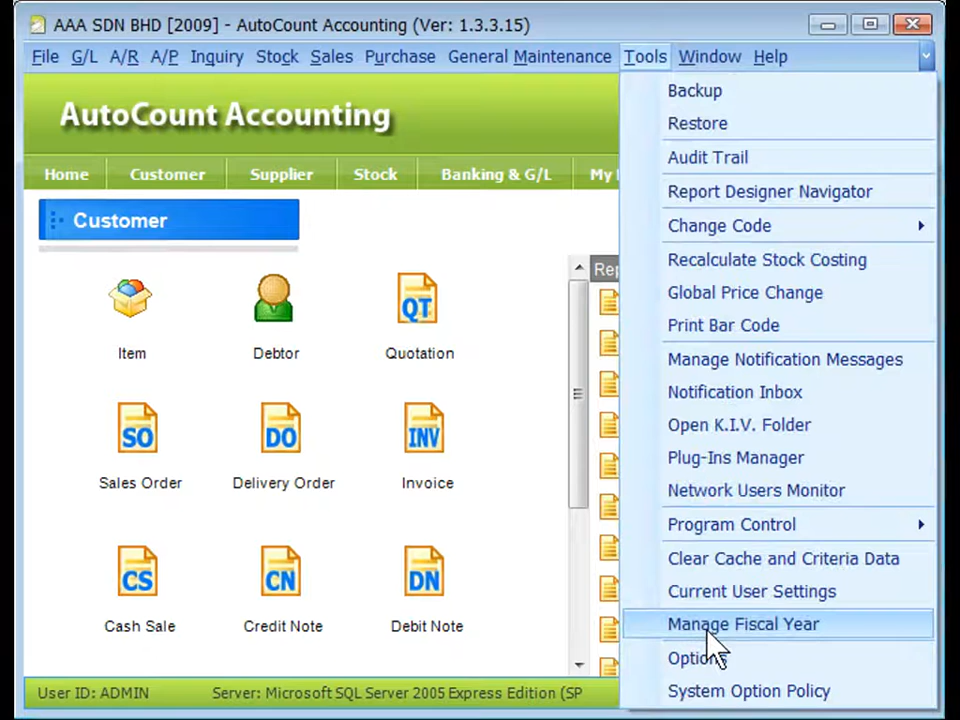 AAA SDN BHD [2009] - AutoCount Accounting (Ver: 1.3.3.15)
File G/L A/R A/P Inquiry Stock Sales Purchase General Maintenance Tools Window Help
AutoCount Accounting
Home Customer Supplier Stock Banking & G/L My
Customer
Rep
Item Debtor Quotation
QT
SO DO INV
Sales Order Delivery Order Invoice
CS CN DN
Cash Sale Credit Note Debit Note
Backup
Restore
Audit Trail
Report Designer Navigator
Change Code
Recalculate Stock Costing
Global Price Change
Print Bar Code
Manage Notification Messages
Notification Inbox
Open K.I.V. Folder
Plug-Ins Manager
Network Users Monitor
Program Control
Clear Cache and Criteria Data
Current User Settings
Manage Fiscal Year
Options
System Option Policy
User ID: ADMIN Server: Microsoft SQL Server 2005 Express Edition (SP